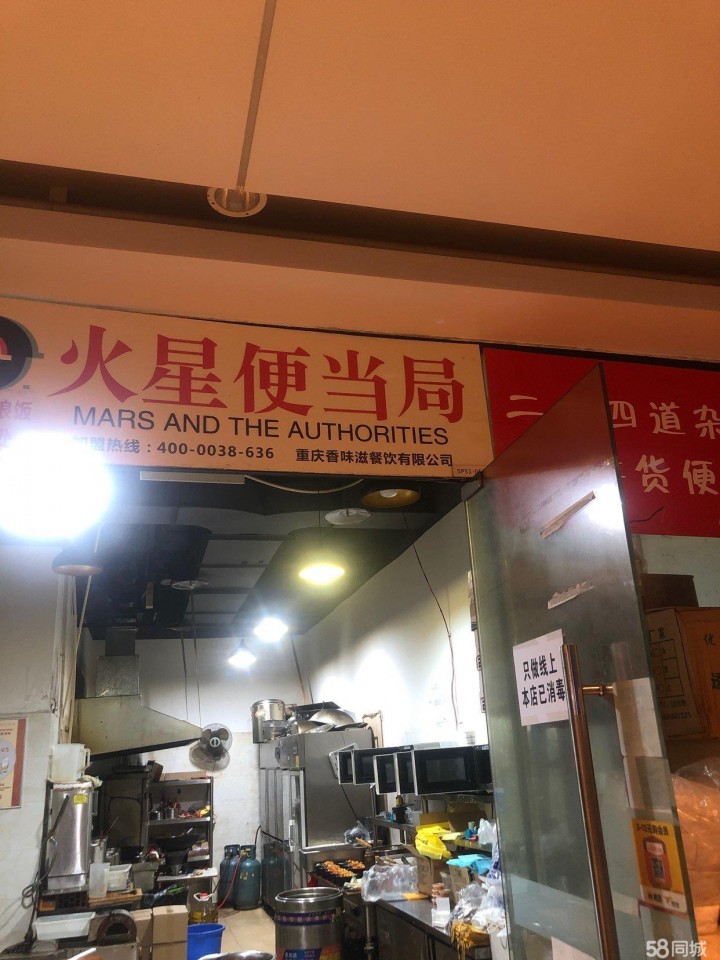 火星便当局
MARS AND THE AUTHORITIES
加盟热线：400-0038-636 重庆香味滋餐饮有限公司
四道杂
货便
只做线上
本店已消毒
58同城